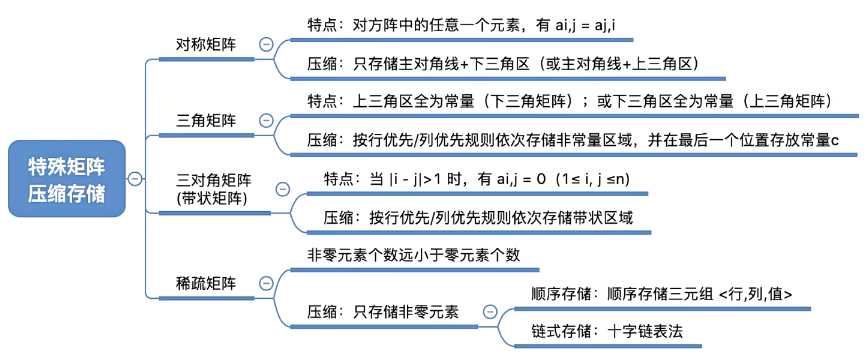 特殊矩阵
压缩存储
对称矩阵
特点：对方阵中的任意一个元素，有 ai,j = aj,i
压缩：只存储主对角线+下三角区（或主对角线+上三角区）
三角矩阵
特点：上三角区全为常量（下三角矩阵）；或下三角区全为常量（上三角矩阵）
压缩：按行优先/列优先规则依次存储非常量区域，并在最后一个位置存放常量c
三对角矩阵
(带状矩阵)
特点：当 |i - j|>1 时，有 ai,j = 0（1≤ i, j ≤n)
压缩：按行优先/列优先规则依次存储带状区域
稀疏矩阵
非零元素个数远小于零元素个数
压缩：只存储非零元素
顺序存储：顺序存储三元组 <行,列,值>
链式存储：十字链表法